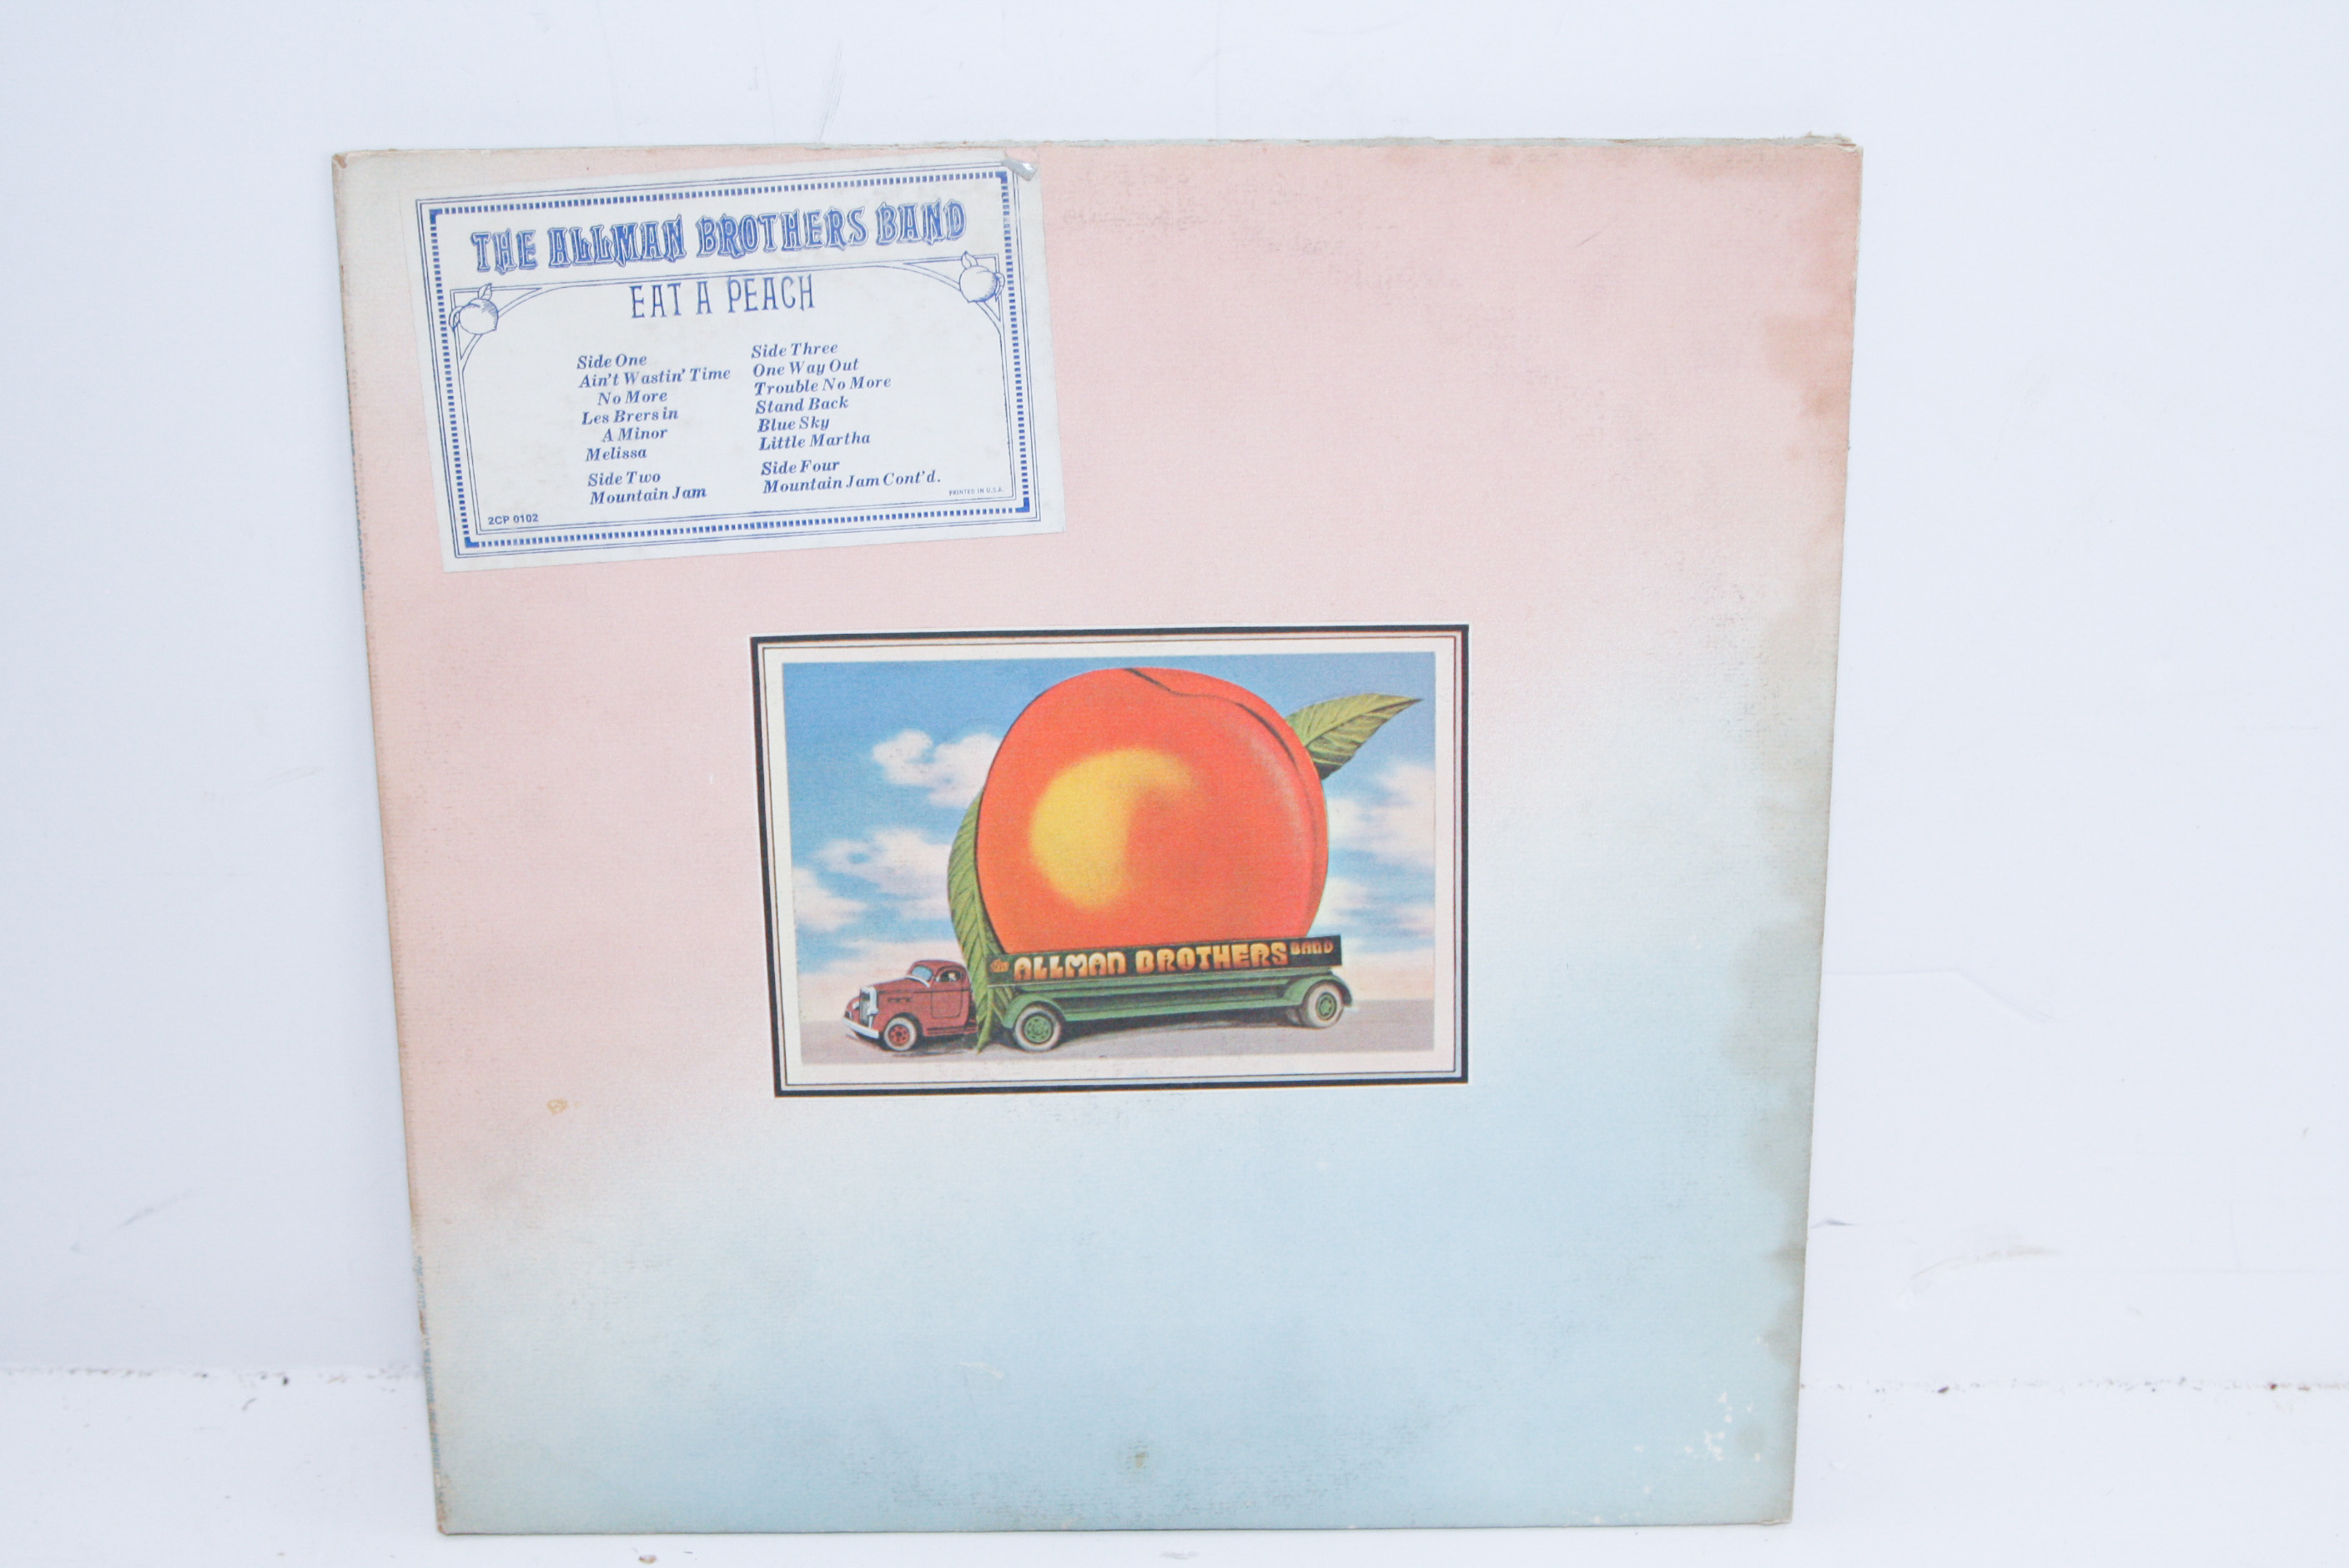 THE ALLMAN BROTHERS BAND
EAT A PEACH
Side One
Ain't Wastin' Time
No More
Les Brers in
A Minor
Melissa
Side Two
Mountain Jam
Side Three
One Way Out
Trouble No More
Stand Back
Blue Sky
Little Martha
Side Four
Mountain Jam Cont'd.
PRINTED IN U.S.A.
2CP 0102
the ALLMAN BROTHERS BAND